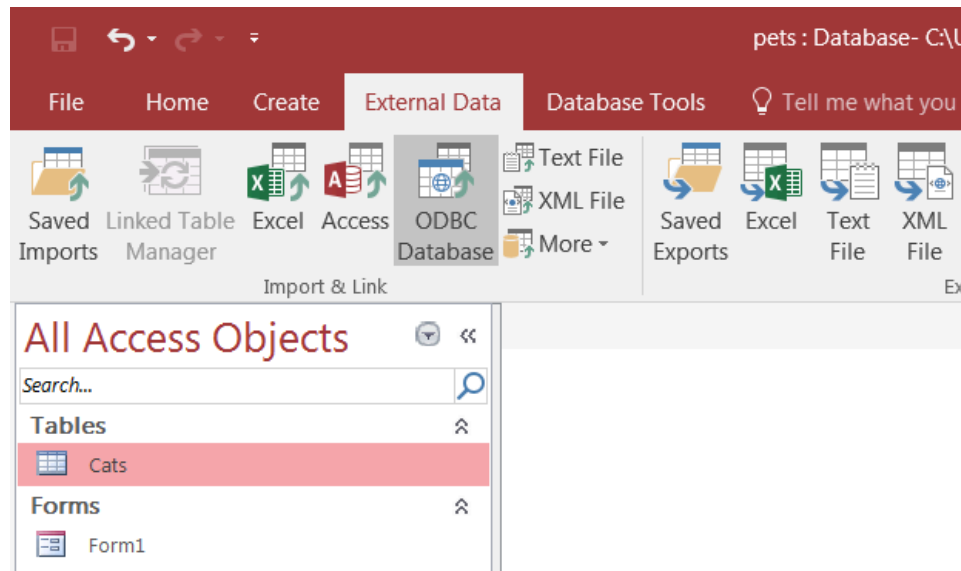 pets : Database- C:\U
File Home Create External Data Database Tools Tell me what you
Text File
XML File
More
Saved Imports
Linked Table Manager
Excel
Access
ODBC Database
Saved Exports
Excel
Text File
XML File
Import & Link
Ex
All Access Objects
Search...
Tables
Cats
Forms
Form1